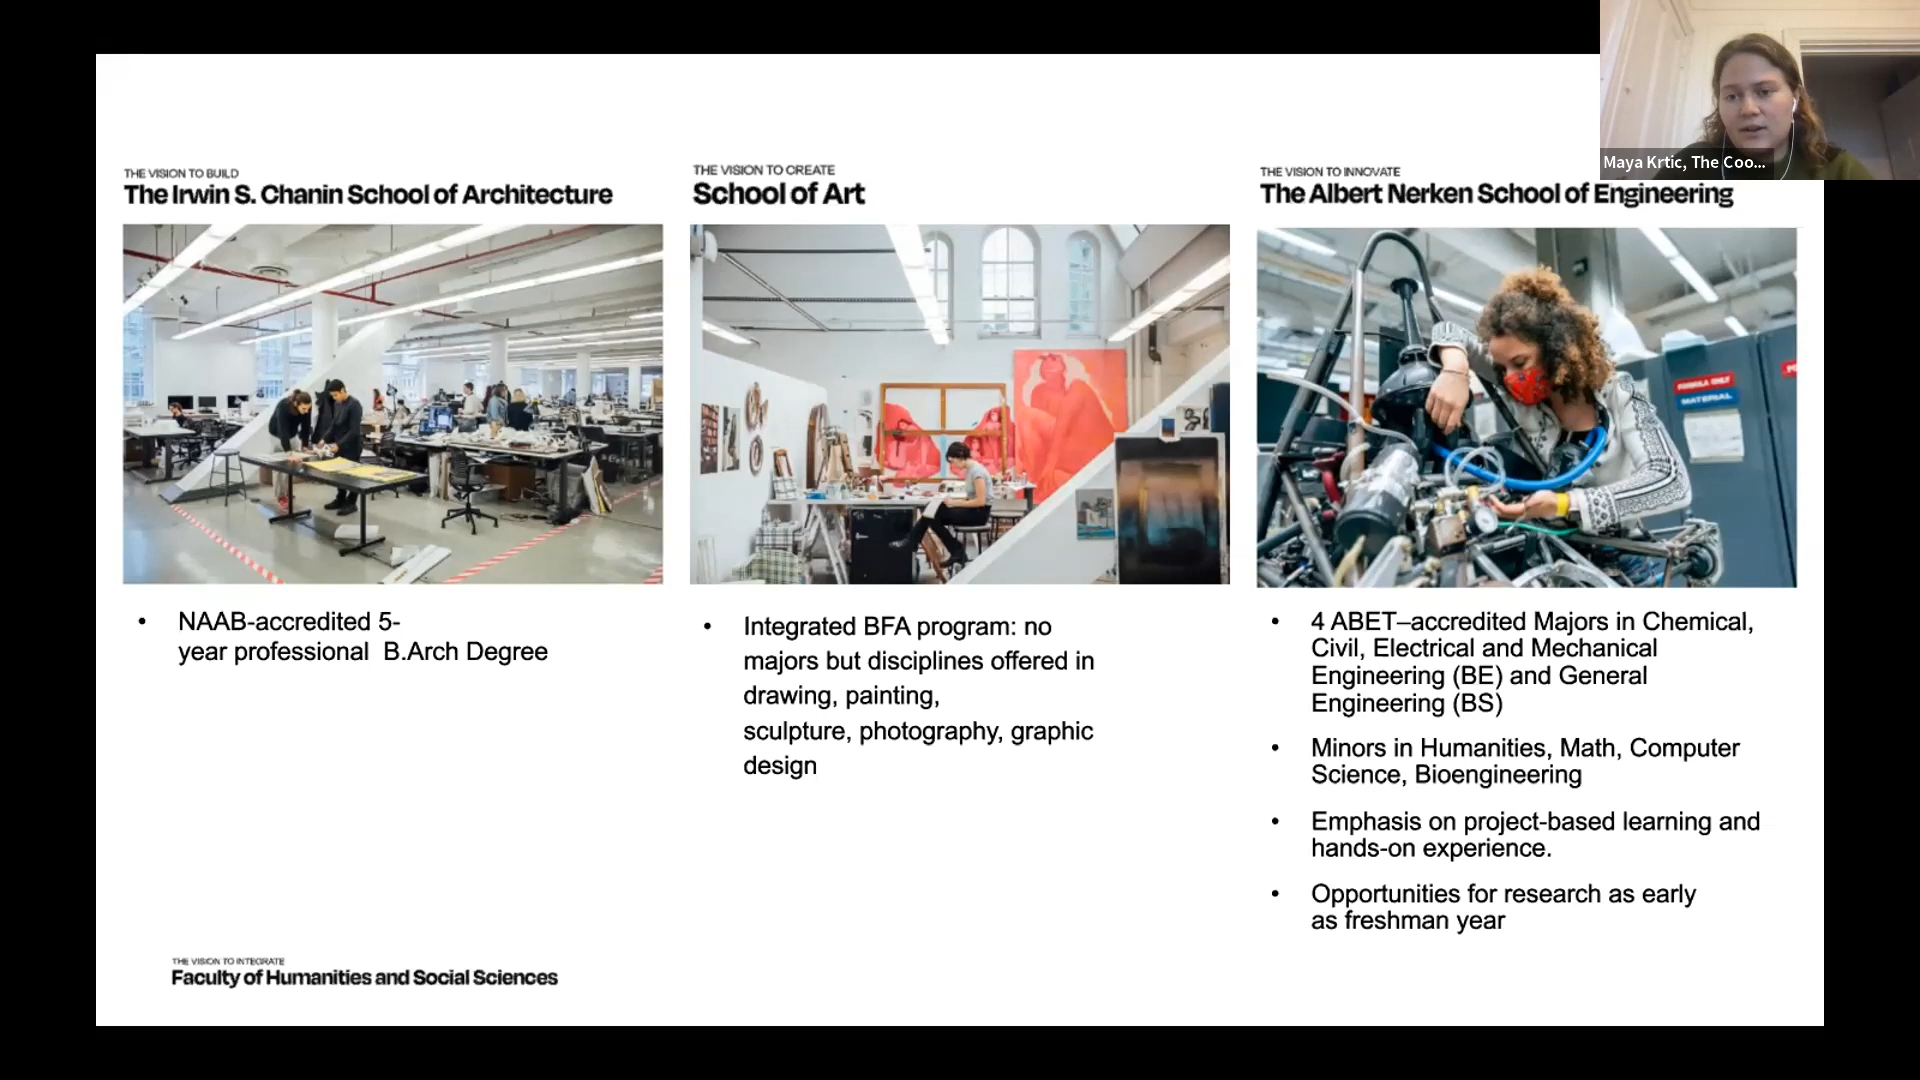 Maya Krtic, The Coo...
THE VISION TO BUILD
The Irwin S. Chanin School of Architecture
• NAAB-accredited 5-
year professional  B.Arch Degree
THE VISION TO CREATE
School of Art
• Integrated BFA program: no
majors but disciplines offered in
drawing, painting,
sculpture, photography, graphic
design
THE VISION TO INNOVATE
The Albert Nerken School of Engineering
FORMULA ONLY
MATERIAL
• 4 ABET–accredited Majors in Chemical,
Civil, Electrical and Mechanical
Engineering (BE) and General
Engineering (BS)
• Minors in Humanities, Math, Computer
Science, Bioengineering
• Emphasis on project-based learning and
hands-on experience.
• Opportunities for research as early
as freshman year
THE VISION TO INTEGRATE
Faculty of Humanities and Social Sciences